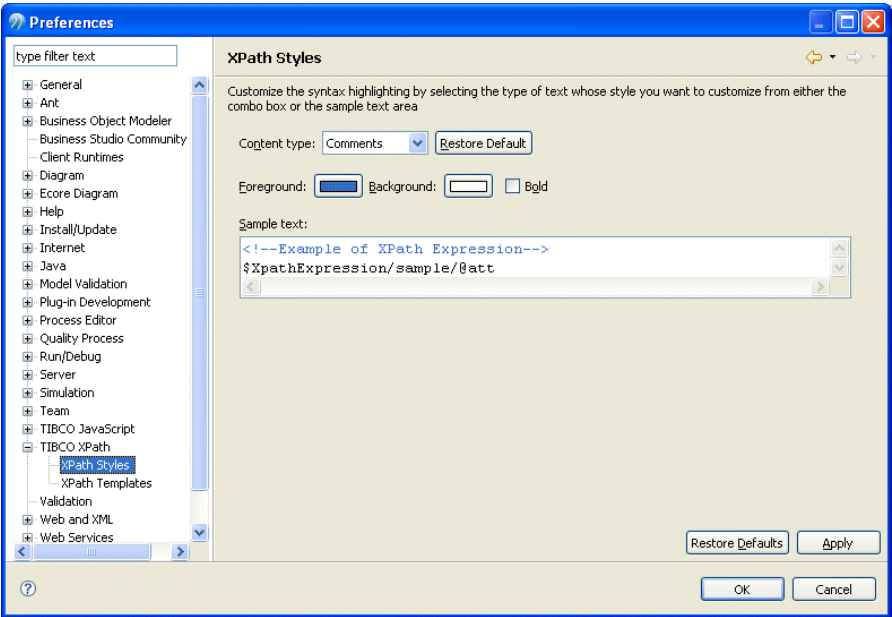 Preferences
type filter text
General
Ant
Business Object Modeler
Business Studio Community
Client Runtimes
Diagram
Ecore Diagram
Help
Install/Update
Internet
Java
Model Validation
Plug-in Development
Process Editor
Quality Process
Run/Debug
Server
Simulation
Team
TIBCO JavaScript
TIBCO XPath
XPath Styles
XPath Templates
Validation
Web and XML
Web Services
XPath Styles
Customize the syntax highlighting by selecting the type of text whose style you want to customize from either the
combo box or the sample text area
Content type: Comments Restore Default
Foreground: Background: Bold
Sample text:
<!--Example of XPath Expression-->
$XpathExpression/sample/@att
Restore Defaults Apply
OK Cancel